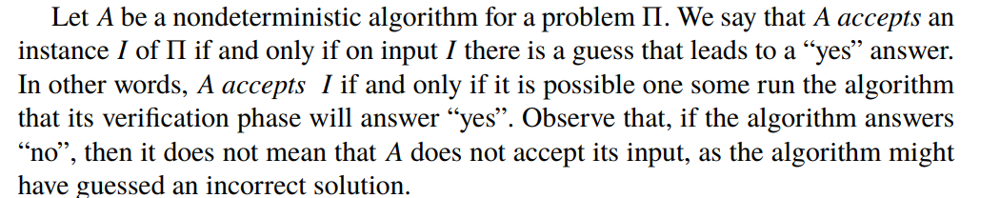 Let A be a nondeterministic algorithm for a problem Π. We say that A accepts an
instance I of Π if and only if on input I there is a guess that leads to a “yes” answer.
In other words, A accepts I if and only if it is possible one some run the algorithm
that its verification phase will answer “yes”. Observe that, if the algorithm answers
“no”, then it does not mean that A does not accept its input, as the algorithm might
have guessed an incorrect solution.